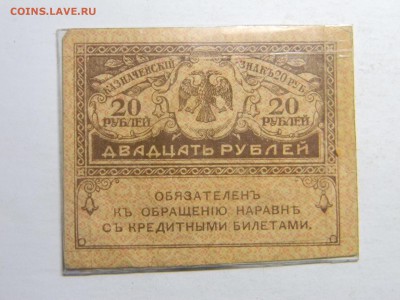 COINS.LAVE.RU
КАЗНАЧЕЙСКІЙ ЗНАКЪ 20 РУБ.
20 20
РУБЛЕЙ РУБЛЕЙ
ДВАДЦАТЬ РУБЛЕЙ
ОБЯЗАТЕЛЕНЪ
КЪ ОБРАЩЕНІЮ НАРАВНѢ
СЪ КРЕДИТНЫМИ БИЛЕТАМИ.